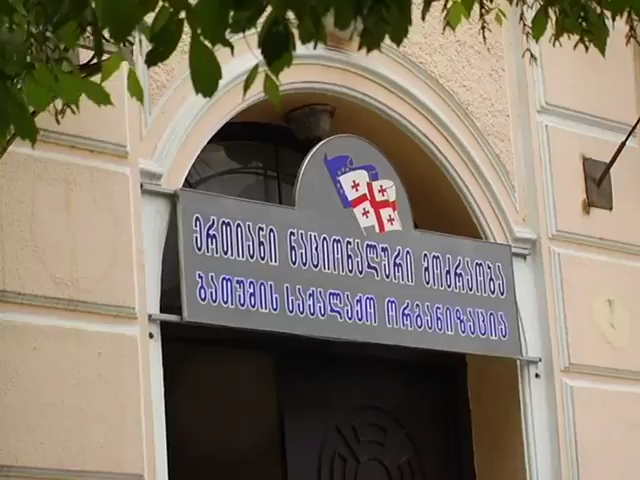 ერთიანი ნაციონალური მოძრაობა
ბათუმის საქალაქო ორგანიზაცია